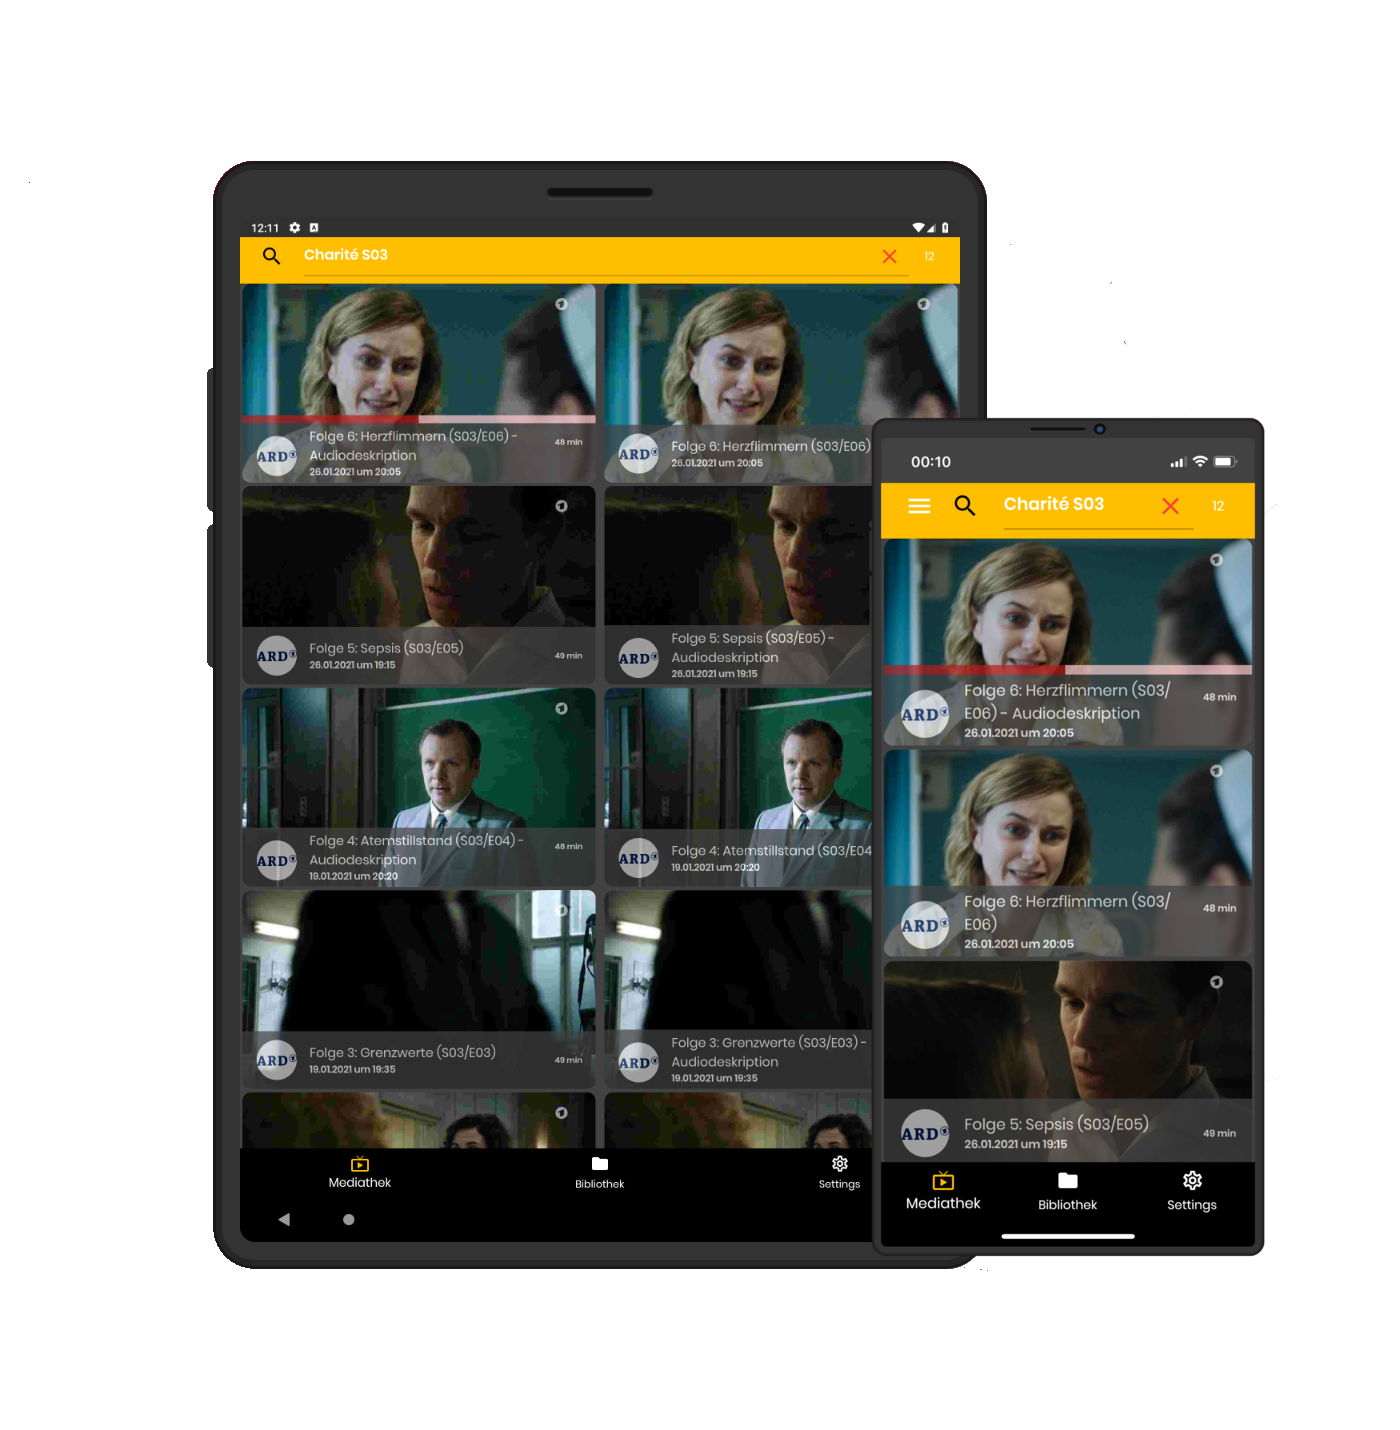 12:11
Charité S03
12
Folge 6: Herzflimmern (S03/E06) -
Audiodeskription
26.01.2021 um 20:05
48 min
ARD
Folge 6: Herzflimmern (S03/E06)
26.01.2021 um 20:05
ARD
Folge 5: Sepsis (S03/E05)
26.01.2021 um 19:15
49 min
ARD
Folge 5: Sepsis (S03/E05) -
Audiodeskription
26.01.2021 um 19:15
ARD
Folge 4: Atemstillstand (S03/E04) -
Audiodeskription
19.01.2021 um 20:20
48 min
ARD
Folge 4: Atemstillstand (S03/E04
19.01.2021 um 20:20
ARD
Folge 3: Grenzwerte (S03/E03)
19.01.2021 um 19:35
49 min
ARD
Folge 3: Grenzwerte (S03/E03) -
Audiodeskription
19.01.2021 um 19:35
ARD
Mediathek
Bibliothek
Settings
00:10
Charité S03
12
Folge 6: Herzflimmern (S03/
E06) - Audiodeskription
26.01.2021 um 20:05
48 min
ARD
Folge 6: Herzflimmern (S03/
E06)
26.01.2021 um 20:05
48 min
ARD
Folge 5: Sepsis (S03/E05)
26.01.2021 um 19:15
49 min
ARD
Mediathek
Bibliothek
Settings